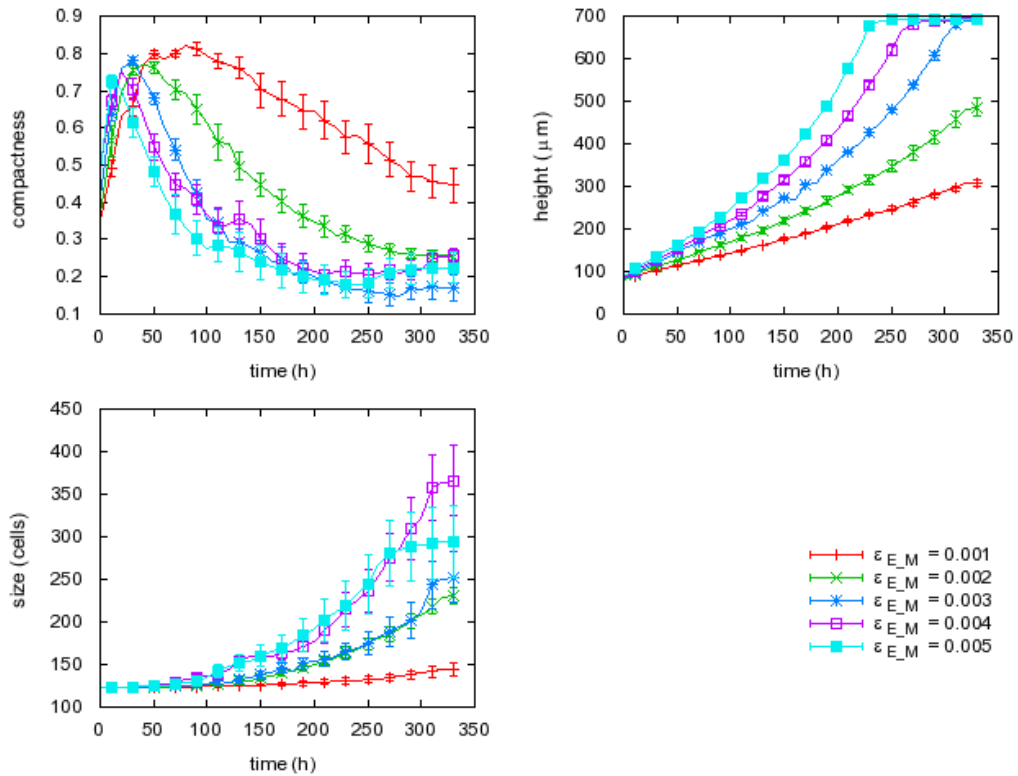 0.9
0.8
0.7
0.6
0.5
0.4
0.3
0.2
0.1
compactness
0 50 100 150 200 250 300 350
time (h)
700
600
500
400
300
200
100
0
height (μm)
0 50 100 150 200 250 300 350
time (h)
450
400
350
300
250
200
150
100
size (cells)
0 50 100 150 200 250 300 350
time (h)
ε E_M = 0.001
ε E_M = 0.002
ε E_M = 0.003
ε E_M = 0.004
ε E_M = 0.005